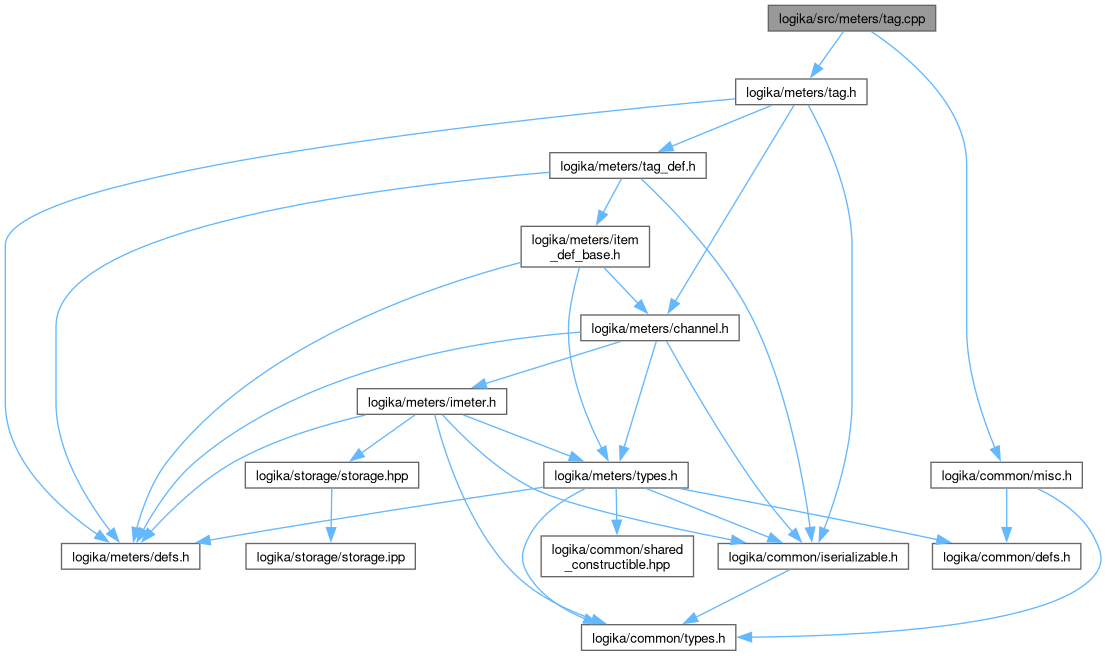 logika/src/meters/tag.cpp
logika/meters/tag.h
logika/meters/tag_def.h
logika/meters/item
_def_base.h
logika/meters/channel.h
logika/meters/imeter.h
logika/storage/storage.hpp
logika/meters/types.h
logika/common/misc.h
logika/meters/defs.h
logika/storage/storage.ipp
logika/common/shared
_constructible.hpp
logika/common/iserializable.h
logika/common/defs.h
logika/common/types.h